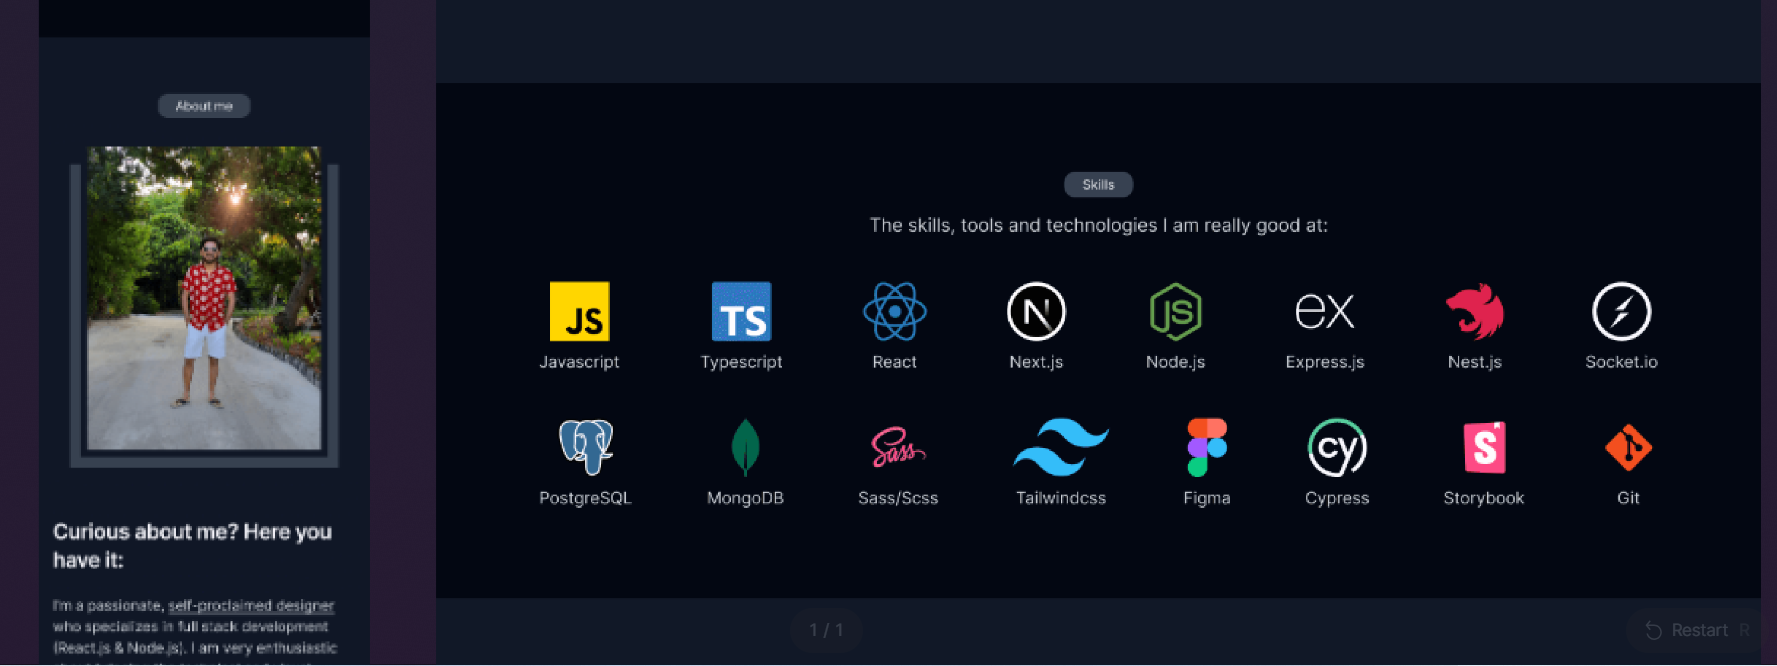 About me
Curious about me? Here you
have it:
I'm a passionate, self-proclaimed designer
who specializes in full stack development
(React.js & Node.js). I am very enthusiastic
Skills
The skills, tools and technologies I am really good at:
JS
TS
N
JS
ex
Javascript
Typescript
React
Next.js
Node.js
Express.js
Nest.js
Socket.io
Sass
cy
S
PostgreSQL
MongoDB
Sass/Scss
Tailwindcss
Figma
Cypress
Storybook
Git
1 / 1
Restart R